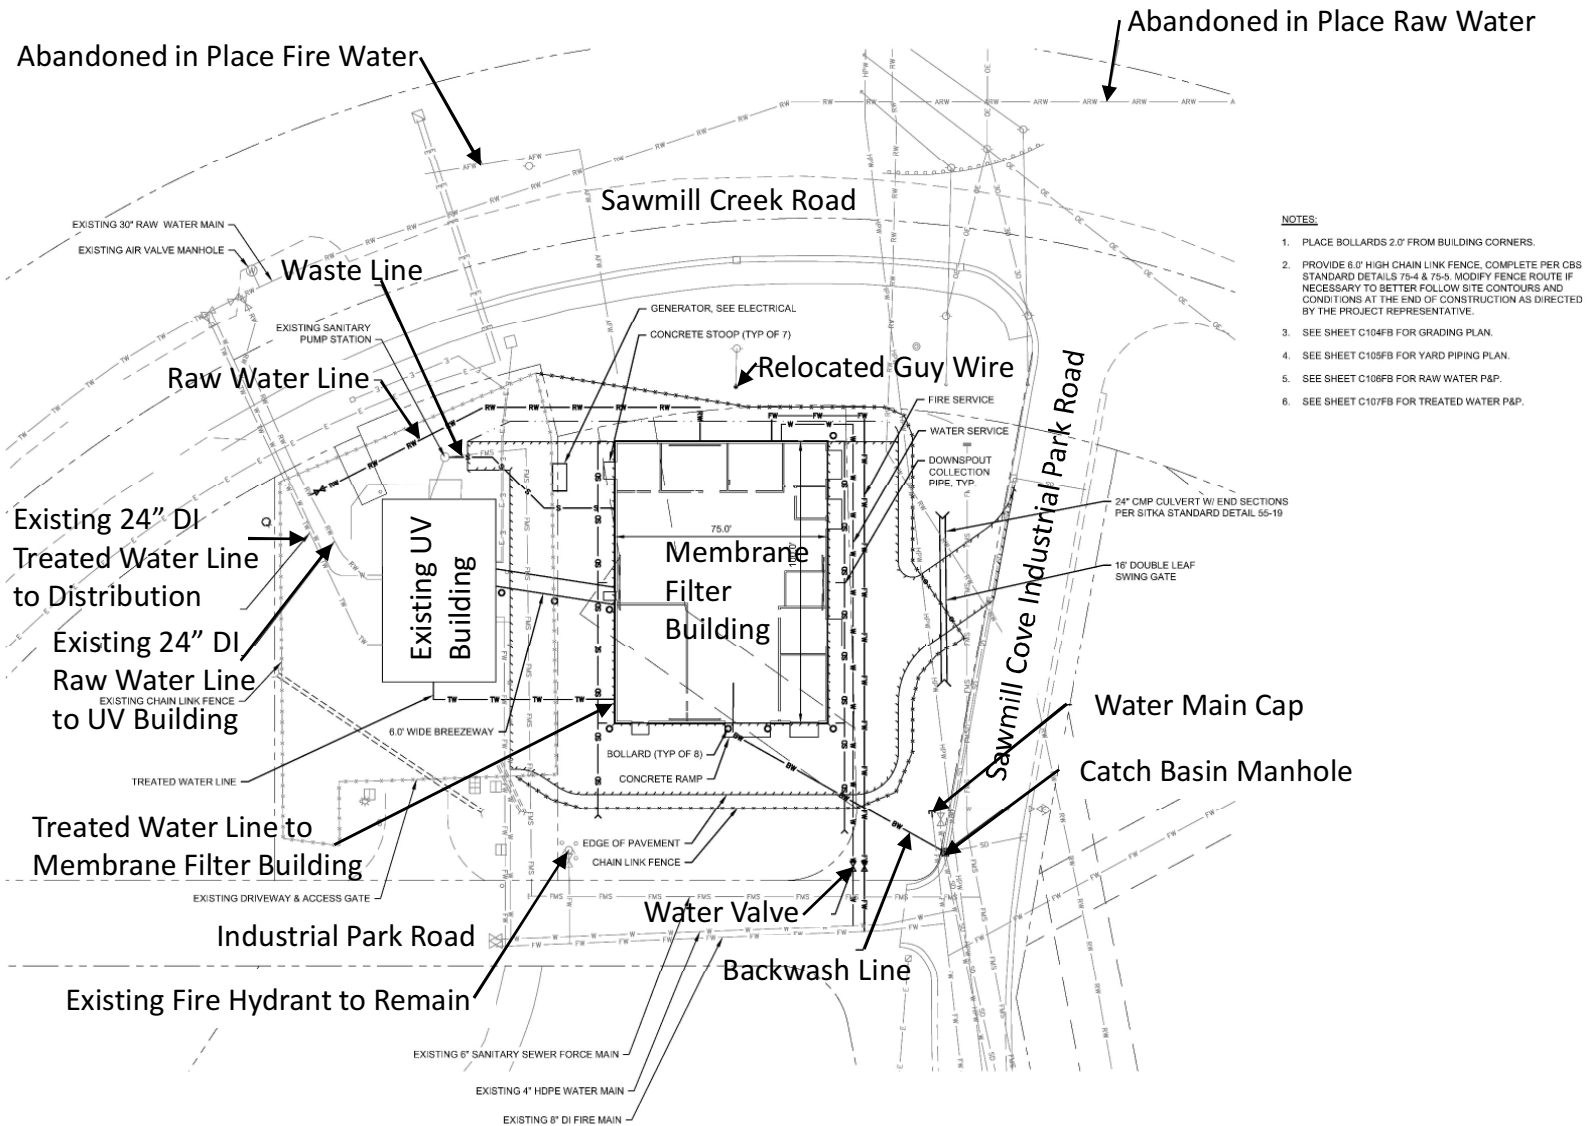 Abandoned in Place Raw Water
Abandoned in Place Fire Water
Sawmill Creek Road
EXISTING 30" RAW WATER MAIN
EXISTING AIR VALVE MANHOLE
Waste Line
EXISTING SANITARY
PUMP STATION
GENERATOR, SEE ELECTRICAL
CONCRETE STOOP (TYP OF 7)
Raw Water Line
Relocated Guy Wire
FIRE SERVICE
WATER SERVICE
DOWNSPOUT
COLLECTION
PIPE, TYP.
24" CMP CULVERT W/ END SECTIONS
PER SITKA STANDARD DETAIL 55-19
16' DOUBLE LEAF
SWING GATE
Sawmill Cove Industrial Park Road
NOTES:
1. PLACE BOLLARDS 2.0' FROM BUILDING CORNERS.
2. PROVIDE 6.0' HIGH CHAIN LINK FENCE, COMPLETE PER CBS
STANDARD DETAILS 75-4 & 75-5. MODIFY FENCE ROUTE IF
NECESSARY TO BETTER FOLLOW SITE CONTOURS AND
CONDITIONS AT THE END OF CONSTRUCTION AS DIRECTED
BY THE PROJECT REPRESENTATIVE.
3. SEE SHEET C104FB FOR GRADING PLAN.
4. SEE SHEET C105FB FOR YARD PIPING PLAN.
5. SEE SHEET C106FB FOR RAW WATER P&P.
6. SEE SHEET C107FB FOR TREATED WATER P&P.
Existing 24” DI
Treated Water Line
to Distribution
Existing 24” DI
Raw Water Line
to UV Building
EXISTING CHAIN LINK FENCE
Existing UV
Building
75.0'
Membrane
Filter
Building
TW TW TW TW
6.0' WIDE BREEZEWAY
TREATED WATER LINE
BOLLARD (TYP OF 8)
CONCRETE RAMP
Water Main Cap
Catch Basin Manhole
Treated Water Line to
Membrane Filter Building
EDGE OF PAVEMENT
CHAIN LINK FENCE
EXISTING DRIVEWAY & ACCESS GATE
Water Valve
Industrial Park Road
Backwash Line
Existing Fire Hydrant to Remain
EXISTING 6" SANITARY SEWER FORCE MAIN
EXISTING 4" HDPE WATER MAIN
EXISTING 8" DI FIRE MAIN